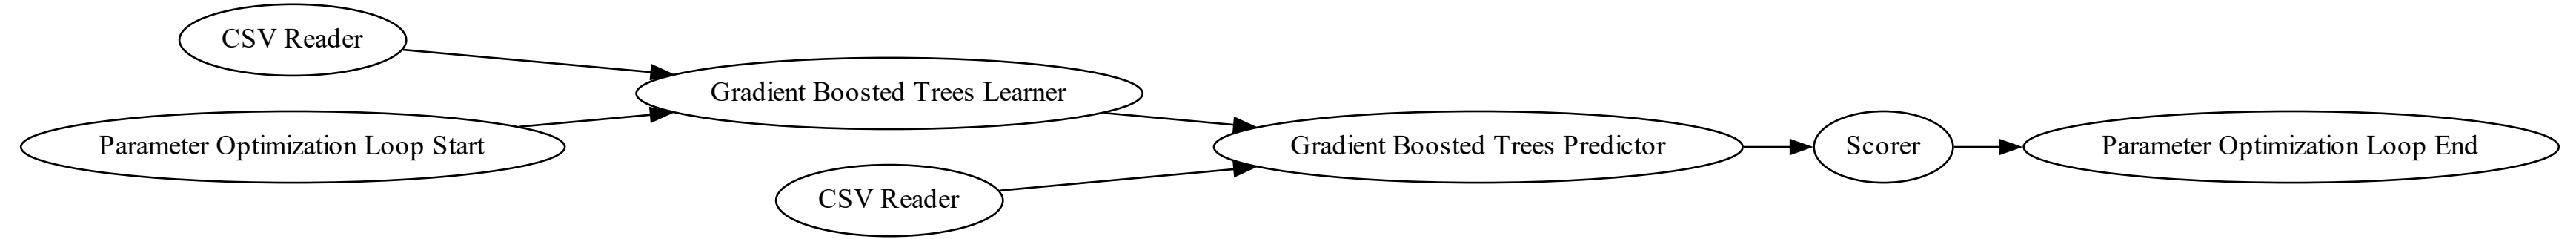 CSV Reader
Gradient Boosted Trees Learner
Parameter Optimization Loop Start
Gradient Boosted Trees Predictor
Scorer
Parameter Optimization Loop End
CSV Reader